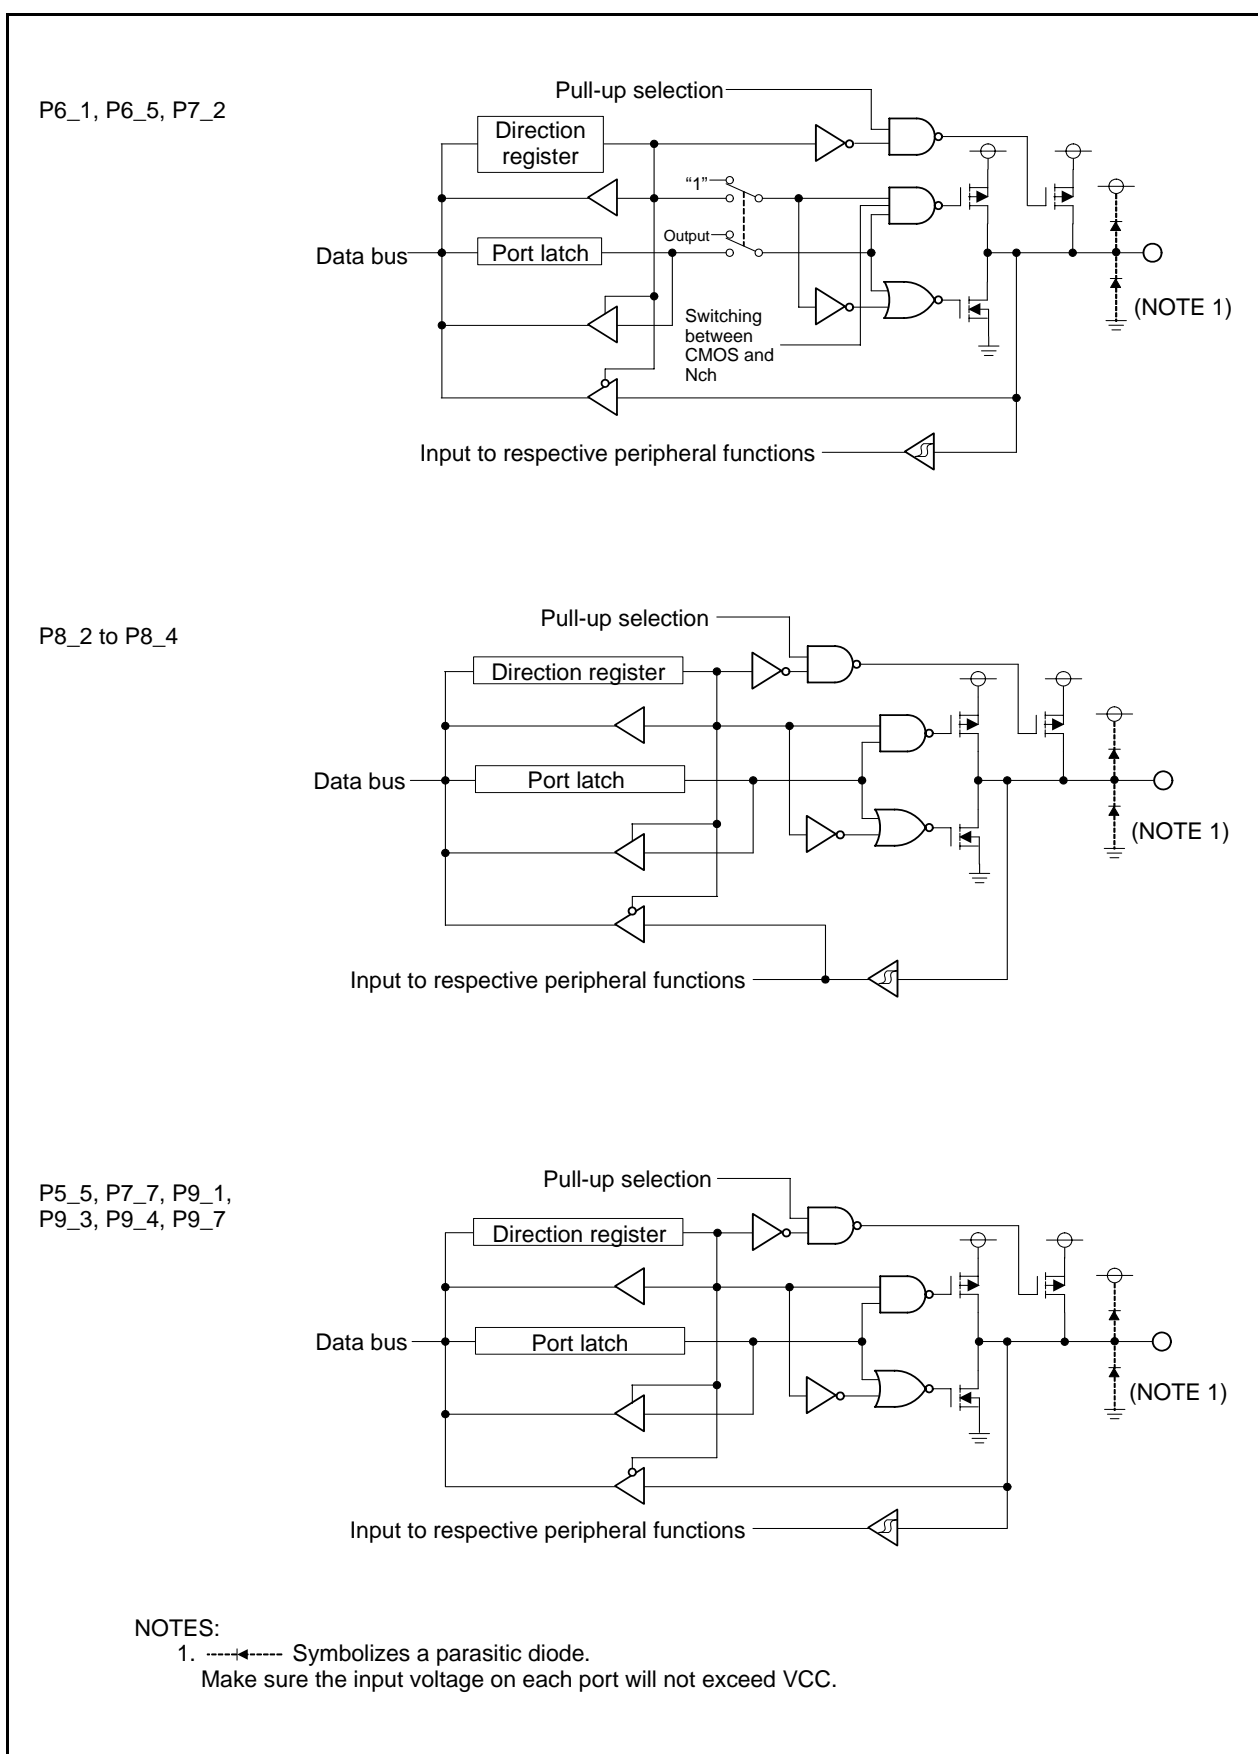 P6_1, P6_5, P7_2
Pull-up selection
Direction
register
“1”
Output
Data bus
Port latch
(NOTE 1)
Switching
between
CMOS and
Nch
Input to respective peripheral functions
P8_2 to P8_4
Pull-up selection
Direction register
Data bus
Port latch
(NOTE 1)
Input to respective peripheral functions
P5_5, P7_7, P9_1,
P9_3, P9_4, P9_7
Pull-up selection
Direction register
Data bus
Port latch
(NOTE 1)
Input to respective peripheral functions
NOTES:
1. Symbolizes a parasitic diode.
Make sure the input voltage on each port will not exceed VCC.